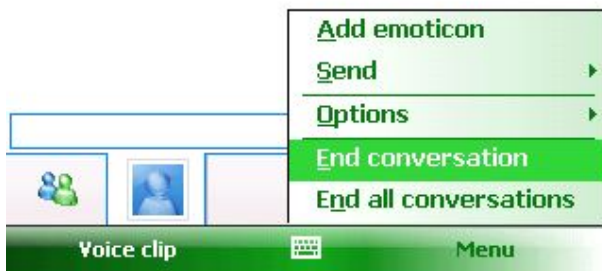 Add emoticon
Send
Options
End conversation
End all conversations
Voice clip
Menu